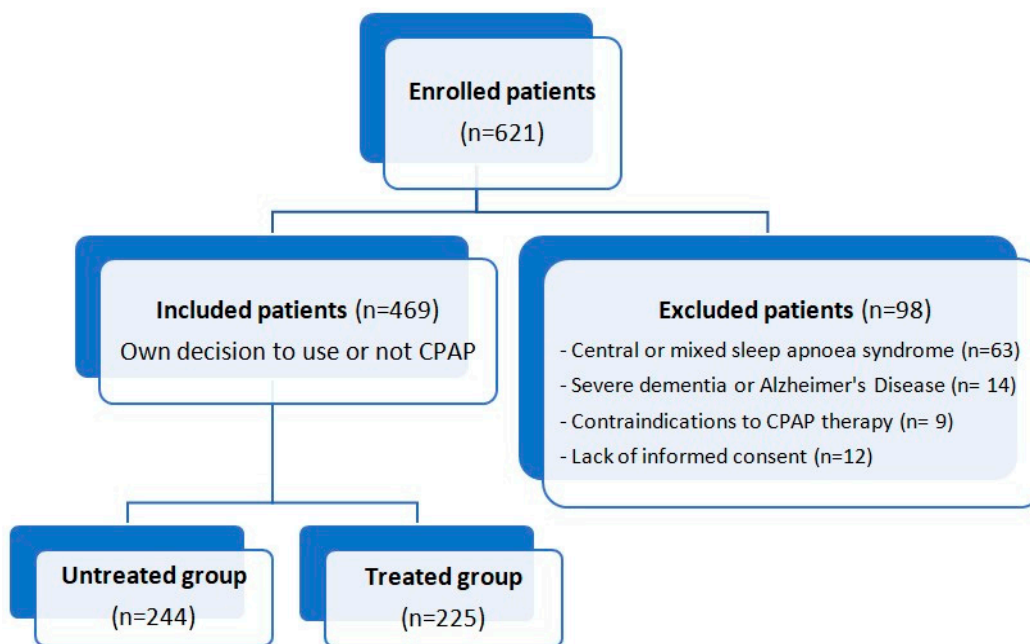 Enrolled patients
(n=621)
Included patients (n=469)
Own decision to use or not CPAP
Excluded patients (n=98)
- Central or mixed sleep apnoea syndrome (n=63)
- Severe dementia or Alzheimer's Disease (n= 14)
- Contraindications to CPAP therapy (n= 9)
- Lack of informed consent (n=12)
Untreated group
(n=244)
Treated group
(n=225)